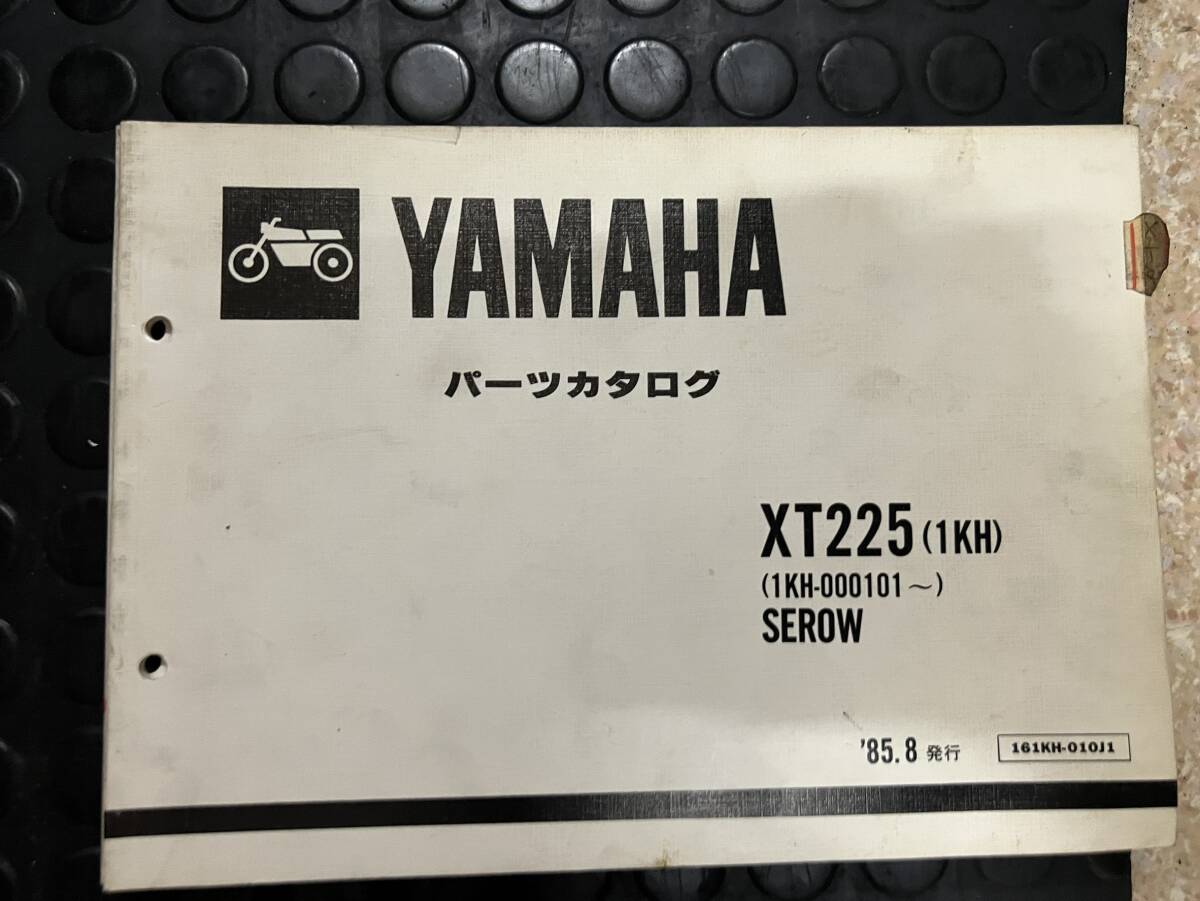 YAMAHA
パーツカタログ
XT225 (1KH)
(1KH-000101～)
SEROW
'85.8 発行
161KH-010J1